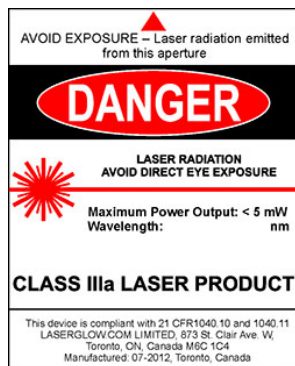 AVOID EXPOSURE – Laser radiation emitted
from this aperture
DANGER
LASER RADIATION
AVOID DIRECT EYE EXPOSURE
Maximum Power Output: < 5 mW
Wavelength: nm
CLASS IIIa LASER PRODUCT
This device is compliant with 21 CFR1040.10 and 1040.11
LASERGLOW.COM LIMITED, 873 St. Clair Ave. W,
Toronto, ON, Canada M6C 1C4
Manufactured: 07-2012, Toronto, Canada